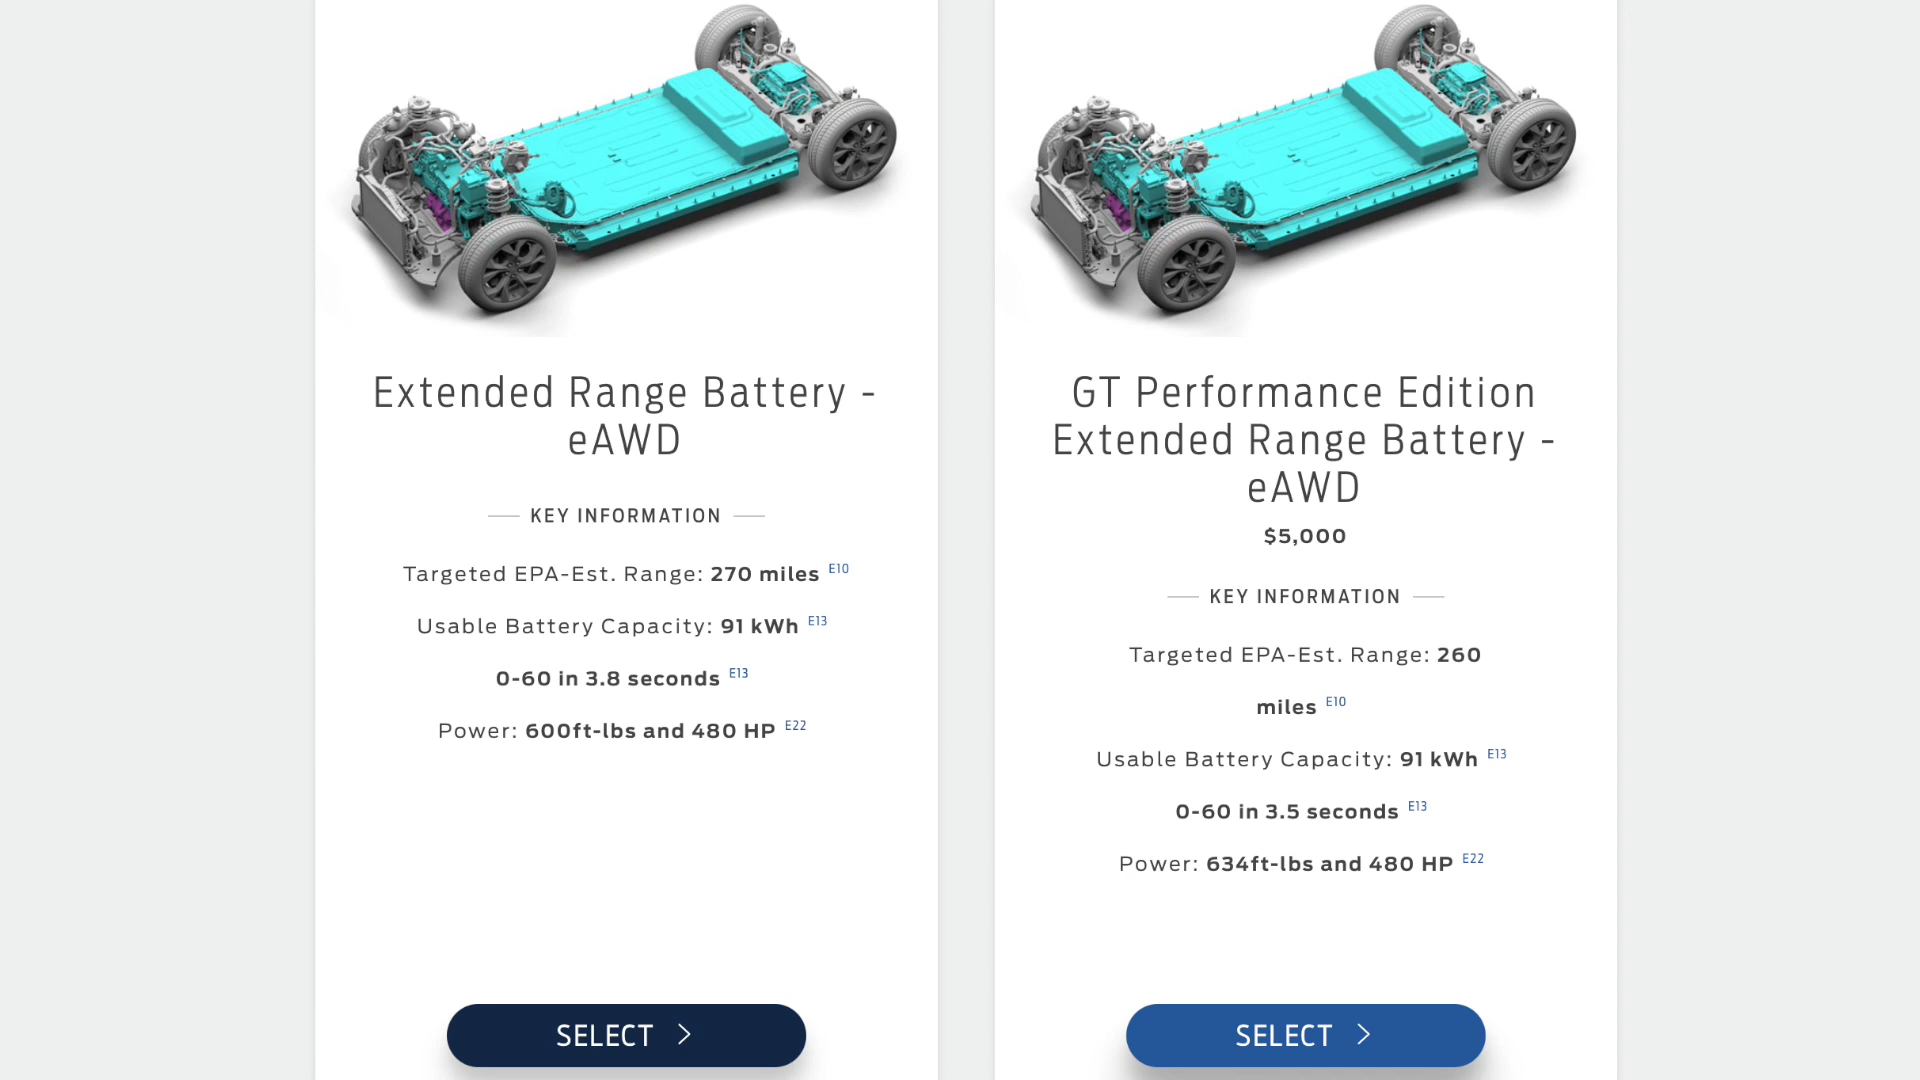 Extended Range Battery -
eAWD
KEY INFORMATION
Targeted EPA-Est. Range: 270 miles E10
Usable Battery Capacity: 91 kWh E13
0-60 in 3.8 seconds E13
Power: 600ft-lbs and 480 HP E22
SELECT
GT Performance Edition
Extended Range Battery -
eAWD
$5,000
KEY INFORMATION
Targeted EPA-Est. Range: 260
miles E10
Usable Battery Capacity: 91 kWh E13
0-60 in 3.5 seconds E13
Power: 634ft-lbs and 480 HP E22
SELECT